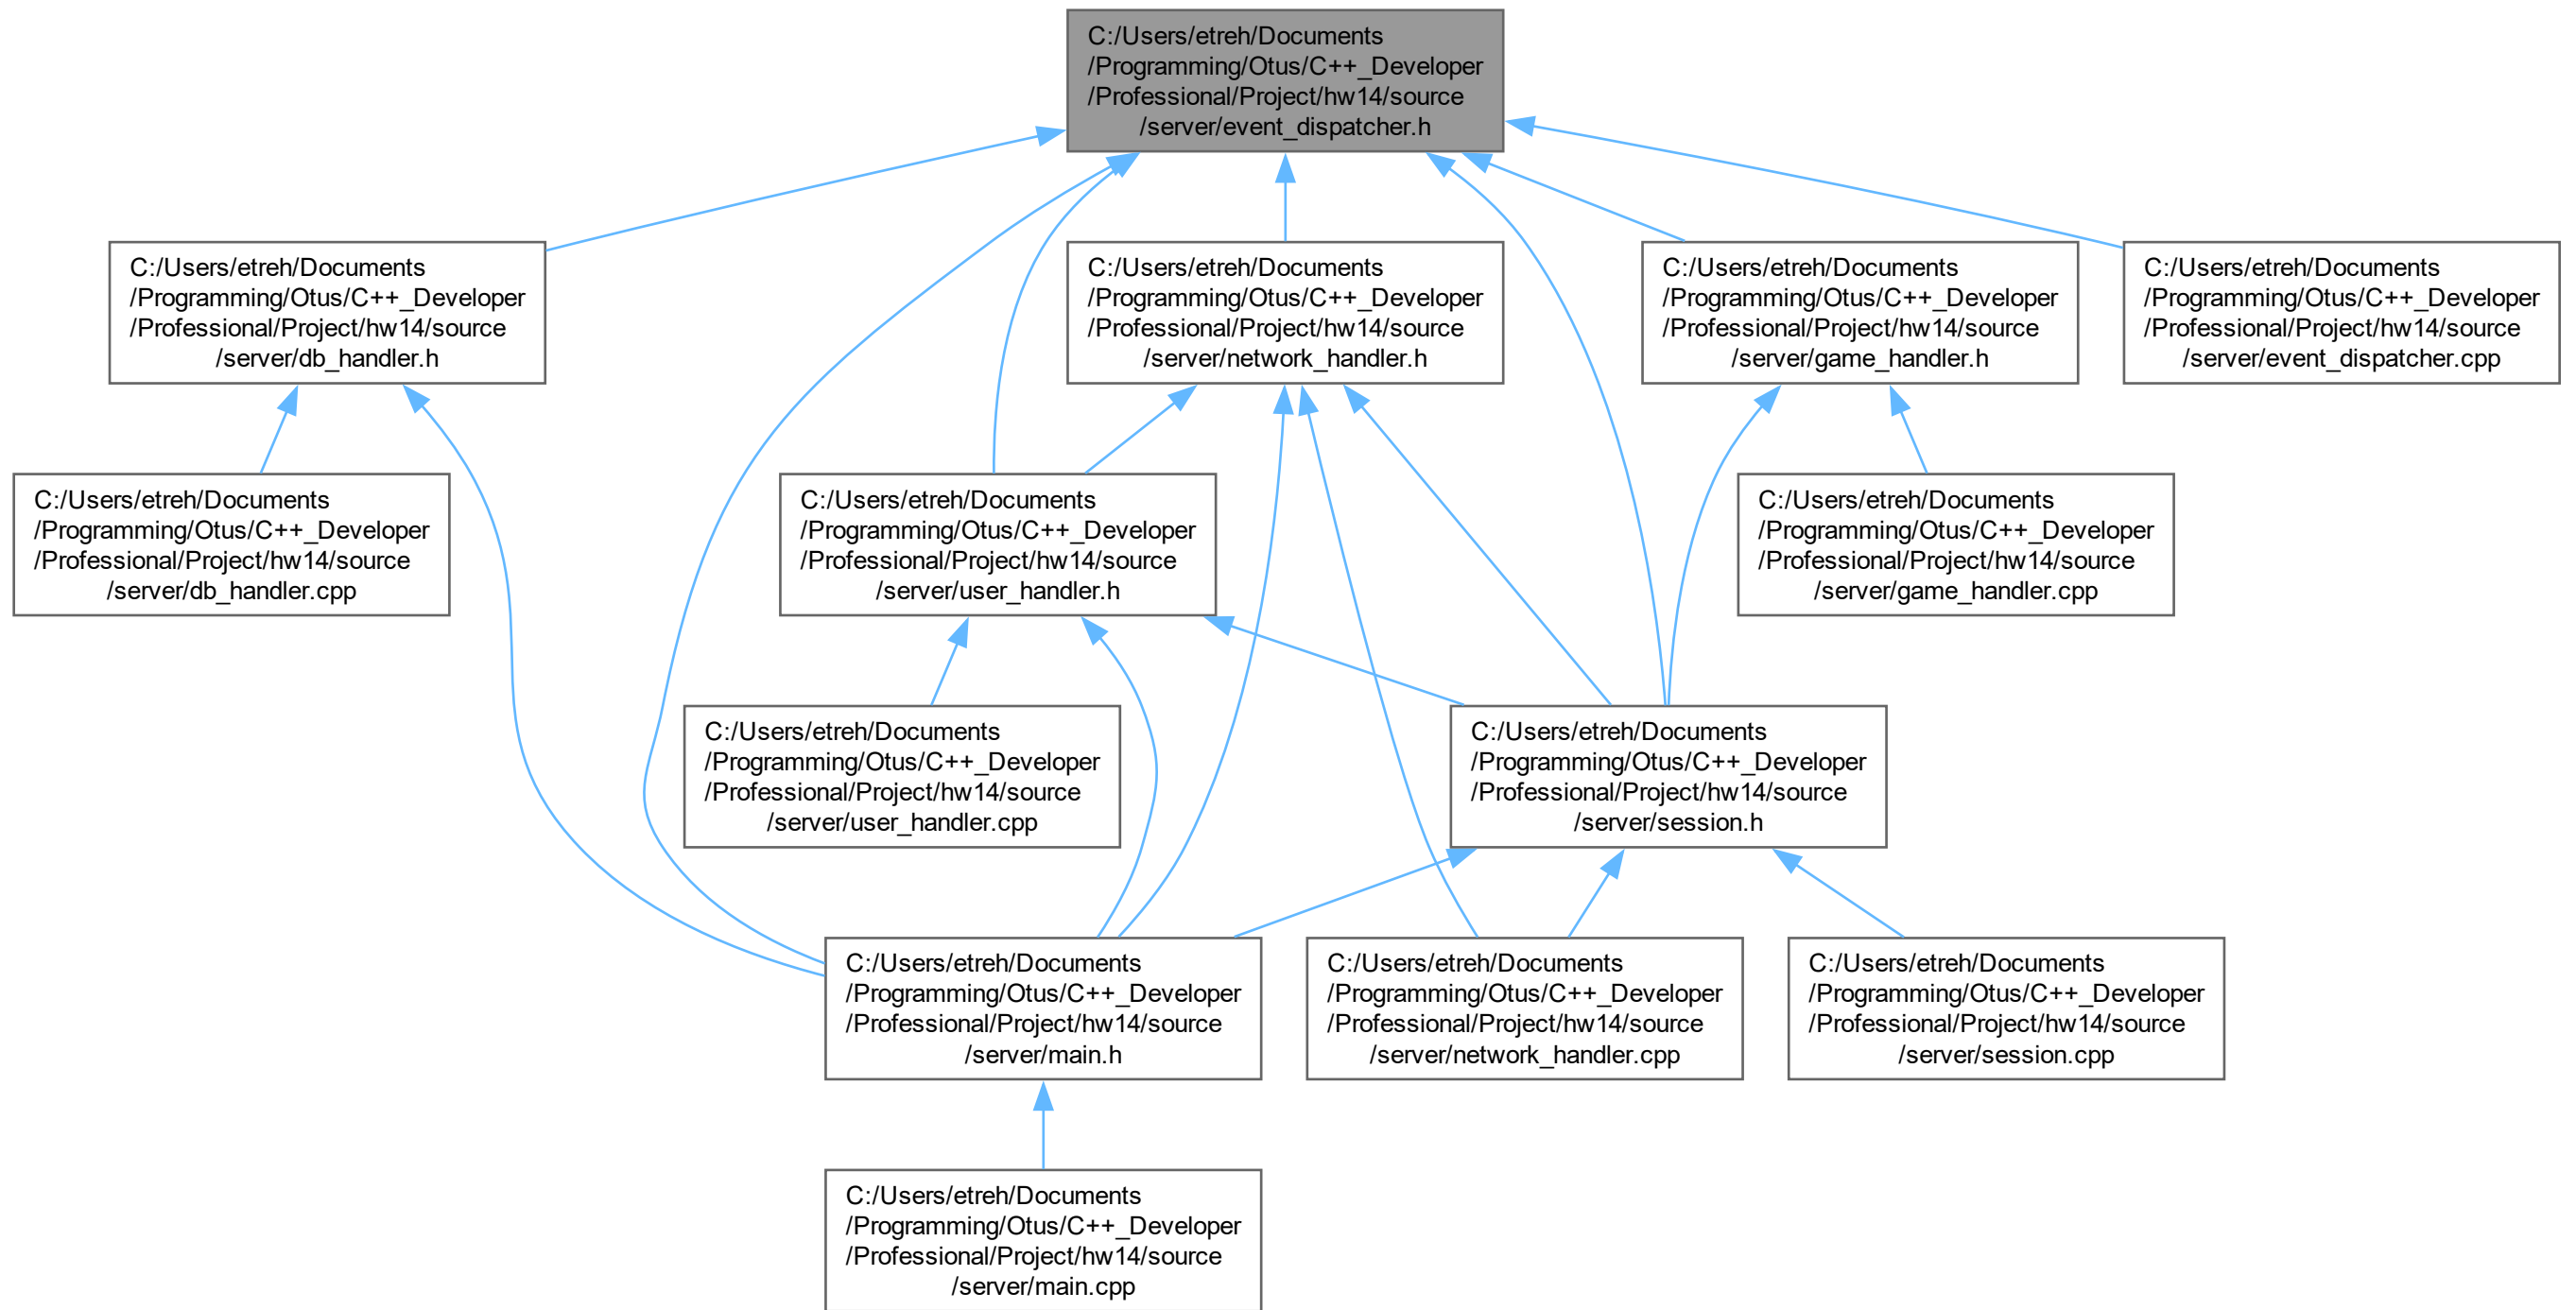 C:/Users/etreh/Documents
/Programming/Otus/C++_Developer
/Professional/Project/hw14/source
/server/event_dispatcher.h
C:/Users/etreh/Documents
/Programming/Otus/C++_Developer
/Professional/Project/hw14/source
/server/db_handler.h
C:/Users/etreh/Documents
/Programming/Otus/C++_Developer
/Professional/Project/hw14/source
/server/network_handler.h
C:/Users/etreh/Documents
/Programming/Otus/C++_Developer
/Professional/Project/hw14/source
/server/game_handler.h
C:/Users/etreh/Documents
/Programming/Otus/C++_Developer
/Professional/Project/hw14/source
/server/event_dispatcher.cpp
C:/Users/etreh/Documents
/Programming/Otus/C++_Developer
/Professional/Project/hw14/source
/server/db_handler.cpp
C:/Users/etreh/Documents
/Programming/Otus/C++_Developer
/Professional/Project/hw14/source
/server/user_handler.h
C:/Users/etreh/Documents
/Programming/Otus/C++_Developer
/Professional/Project/hw14/source
/server/game_handler.cpp
C:/Users/etreh/Documents
/Programming/Otus/C++_Developer
/Professional/Project/hw14/source
/server/user_handler.cpp
C:/Users/etreh/Documents
/Programming/Otus/C++_Developer
/Professional/Project/hw14/source
/server/session.h
C:/Users/etreh/Documents
/Programming/Otus/C++_Developer
/Professional/Project/hw14/source
/server/main.h
C:/Users/etreh/Documents
/Programming/Otus/C++_Developer
/Professional/Project/hw14/source
/server/network_handler.cpp
C:/Users/etreh/Documents
/Programming/Otus/C++_Developer
/Professional/Project/hw14/source
/server/session.cpp
C:/Users/etreh/Documents
/Programming/Otus/C++_Developer
/Professional/Project/hw14/source
/server/main.cpp